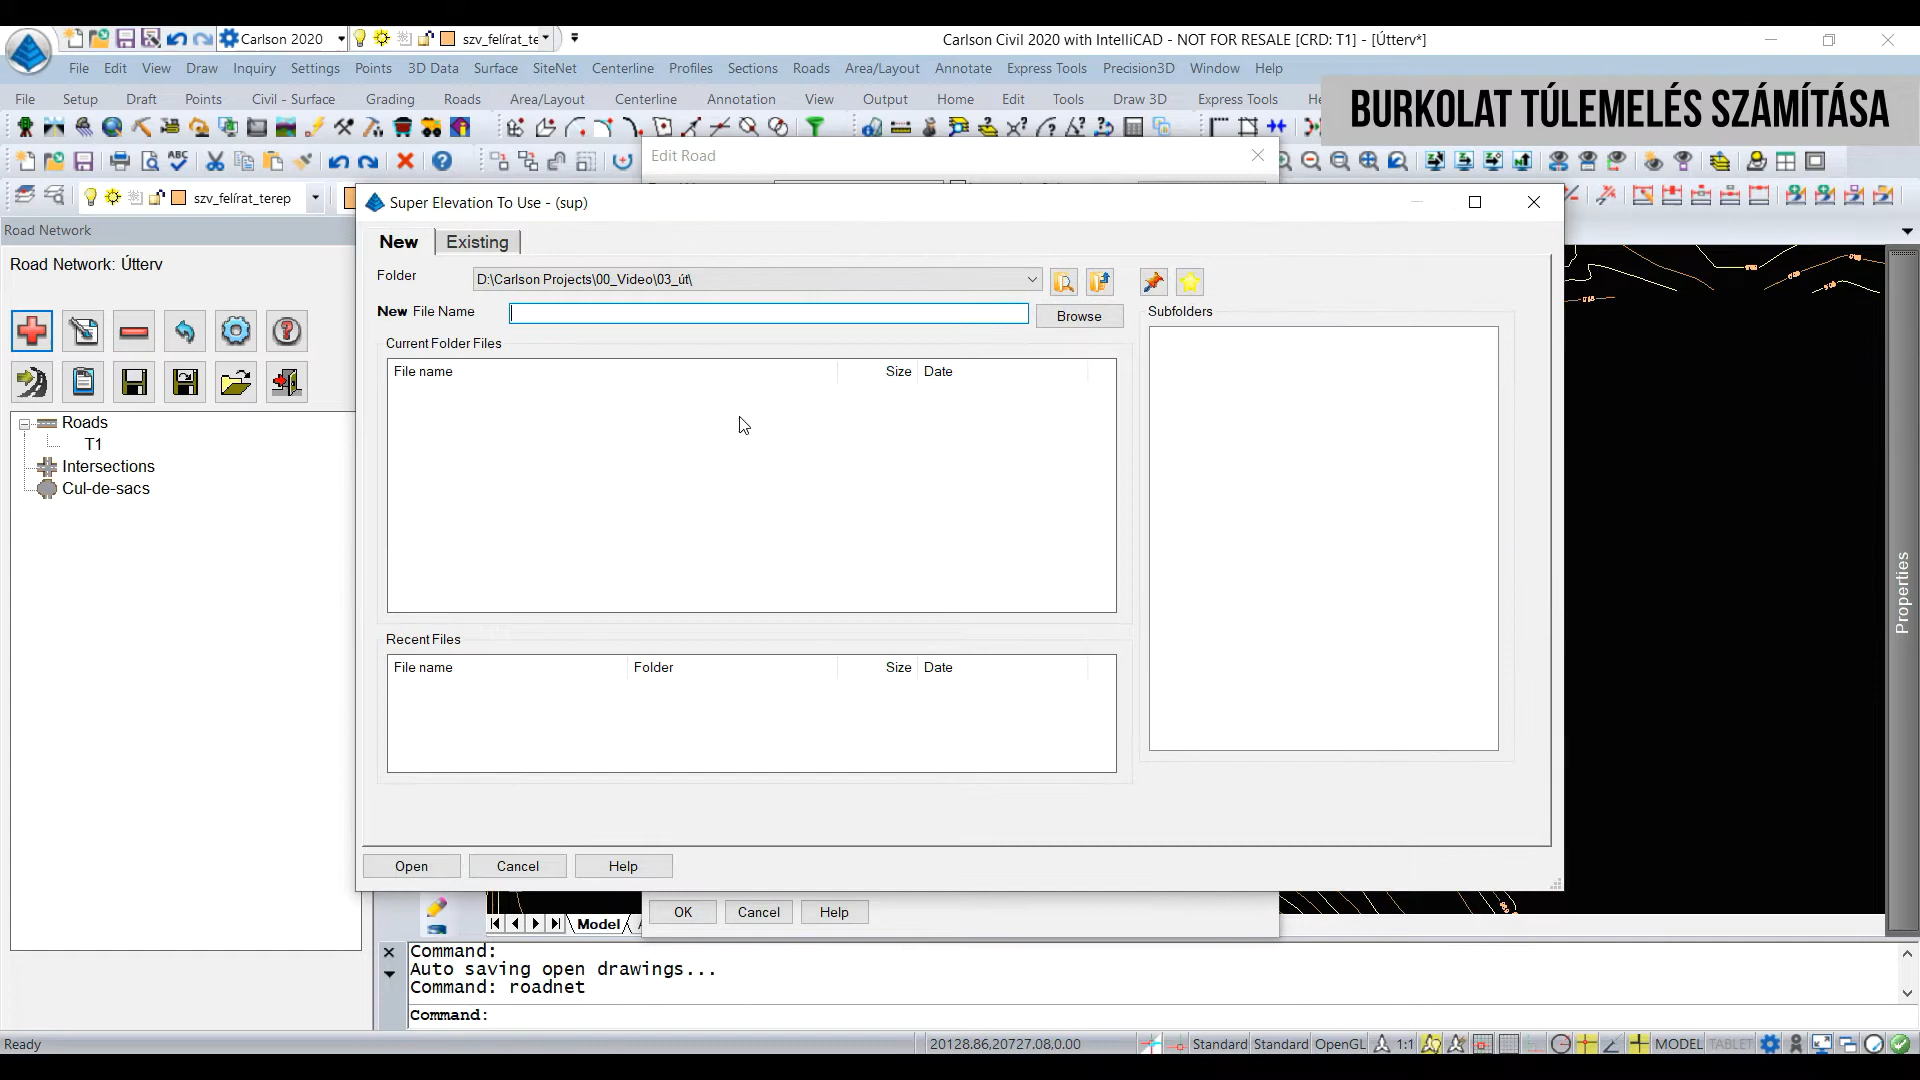 Carlson 2020
szv_felírat_te
Carlson Civil 2020 with IntelliCAD - NOT FOR RESALE [CRD: T1] - [Útterv*]
File Edit View Draw Inquiry Settings Points 3D Data Surface SiteNet Centerline Profiles Sections Roads Area/Layout Annotate Express Tools Precision3D Window Help
File Setup Draft Points Civil - Surface Grading Roads Area/Layout Centerline Annotation View Output Home Edit Tools Draw 3D Express Tools
BURKOLAT TÚLEMELÉS SZÁMÍTÁSA
Edit Road
szv_felírat_terep
Super Elevation To Use - (sup)
Road Network
New Existing
Road Network: Útterv
Folder D:\Carlson Projects\00_Video\03_út\
New File Name Browse
Subfolders
Current Folder Files
File name Size Date
Roads
T1
Intersections
Cul-de-sacs
Recent Files
File name Folder Size Date
Properties
Open Cancel Help
OK Cancel Help
Model
Command:
Auto saving open drawings...
Command: roadnet
Command:
Ready 20128.86,20727.08,0.00 Standard Standard OpenGL 1:1 MODEL TABLET